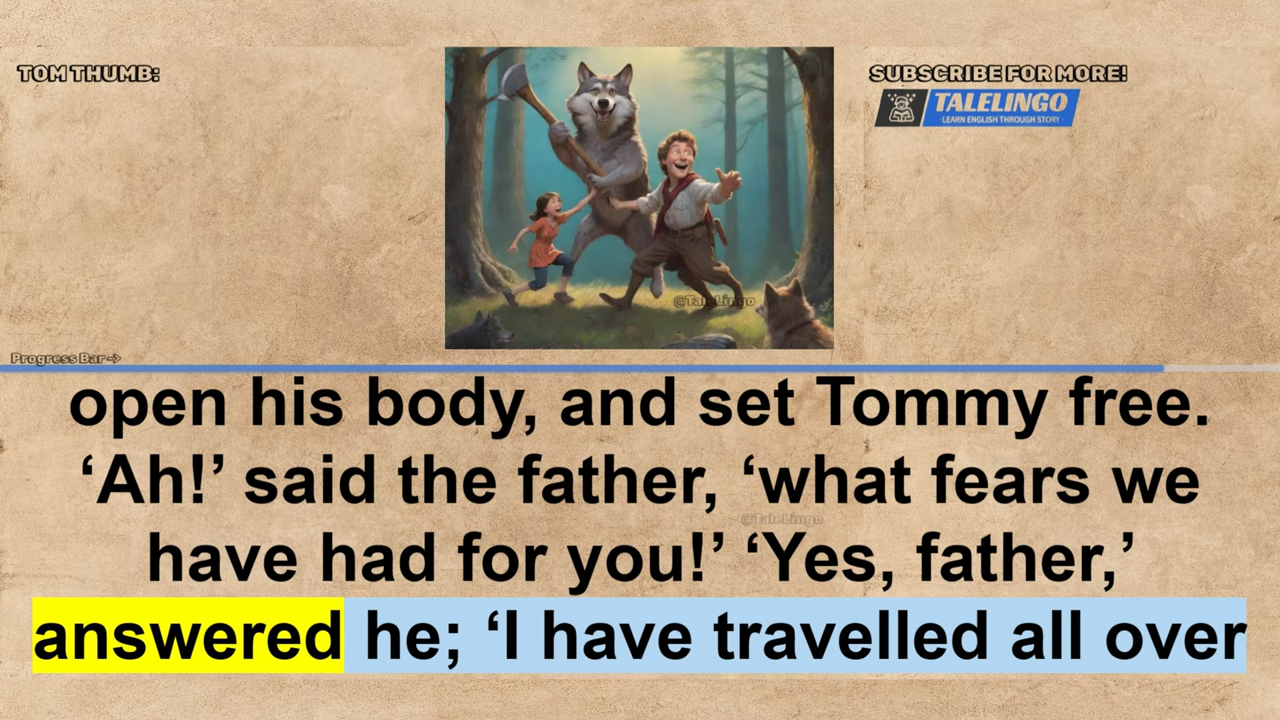 TOM THUMB:
SUBSCRIBE FOR MORE!
TALELINGO
·LEARN ENGLISH THROUGH STORY·
@TaleLingo
Progress Bar->
open his body, and set Tommy free.
‘Ah!’ said the father, ‘what fears we
@TaleLingo
have had for you!’ ‘Yes, father,’
answered he; ‘I have travelled all over